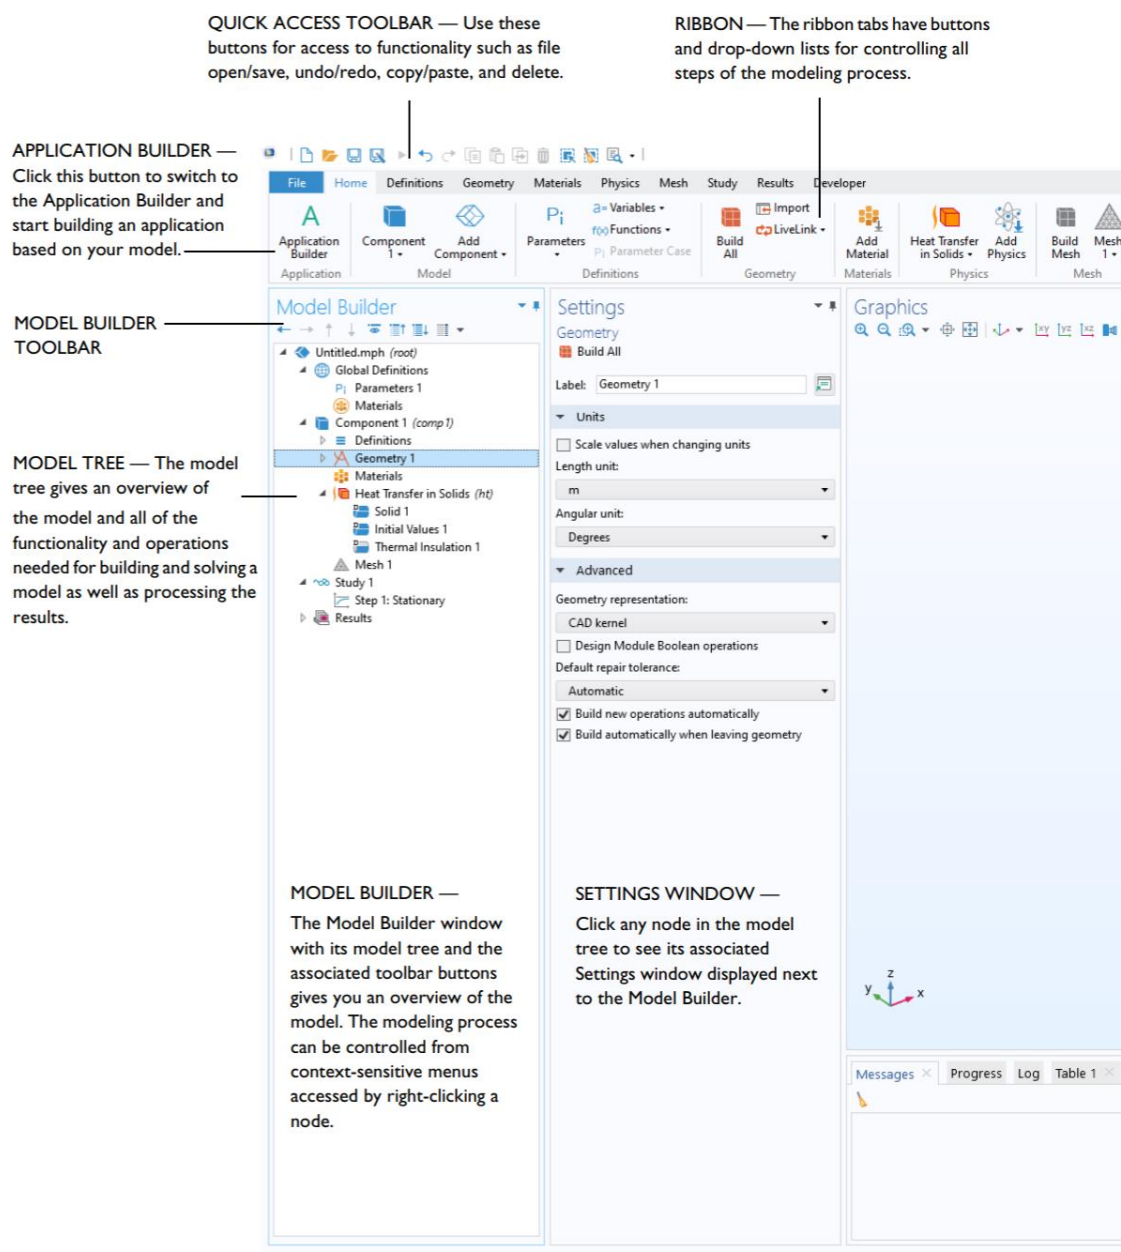 QUICK ACCESS TOOLBAR — Use these
buttons for access to functionality such as file
open/save, undo/redo, copy/paste, and delete.
RIBBON — The ribbon tabs have buttons
and drop-down lists for controlling all
steps of the modeling process.
APPLICATION BUILDER —
Click this button to switch to
the Application Builder and
start building an application
based on your model.
MODEL BUILDER
TOOLBAR
MODEL TREE — The model
tree gives an overview of
the model and all of the
functionality and operations
needed for building and solving a
model as well as processing the
results.
File Home Definitions Geometry Materials Physics Mesh Study Results Developer
A
Application
Builder
Application
Component
1
Add
Component
Model
Pi
Parameters
a= Variables
f(x) Functions
Pi Parameter Case
Definitions
Build
All
Import
LiveLink
Geometry
Add
Material
Materials
Heat Transfer
in Solids
Add
Physics
Physics
Build
Mesh
Mesh
1
Mesh
Model Builder
Untitled.mph (root)
Global Definitions
Pi Parameters 1
Materials
Component 1 (comp1)
Definitions
Geometry 1
Materials
Heat Transfer in Solids (ht)
Solid 1
Initial Values 1
Thermal Insulation 1
Mesh 1
Study 1
Step 1: Stationary
Results
MODEL BUILDER —
The Model Builder window
with its model tree and the
associated toolbar buttons
gives you an overview of the
model. The modeling process
can be controlled from
context-sensitive menus
accessed by right-clicking a
node.
Settings
Geometry
Build All
Label: Geometry 1
Units
Scale values when changing units
Length unit:
m
Angular unit:
Degrees
Advanced
Geometry representation:
CAD kernel
Design Module Boolean operations
Default repair tolerance:
Automatic
Build new operations automatically
Build automatically when leaving geometry
SETTINGS WINDOW —
Click any node in the model
tree to see its associated
Settings window displayed next
to the Model Builder.
Graphics
xy yz xz
z
y x
Messages Progress Log Table 1